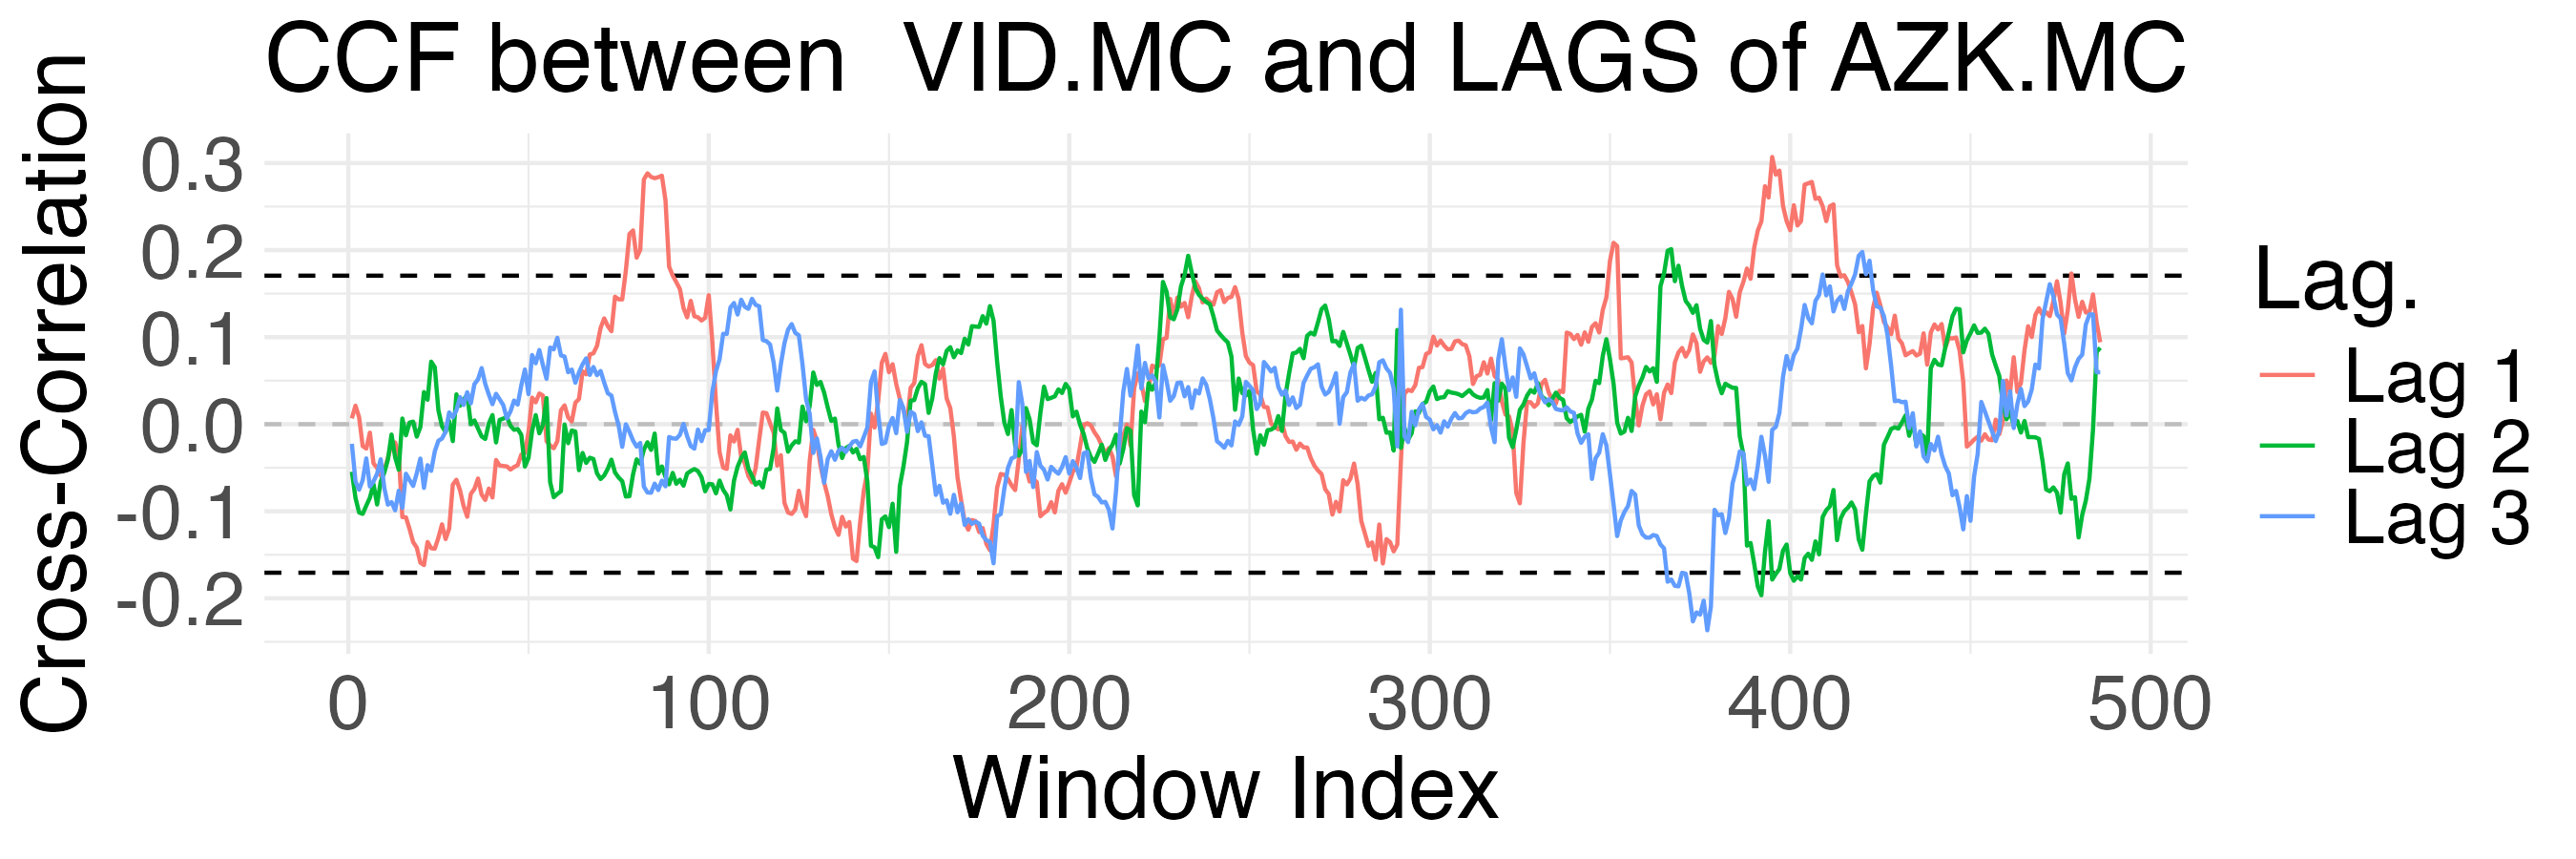 CCF between  VID.MC and LAGS of AZK.MC
Cross-Correlation
0.3
0.2
0.1
0.0
-0.1
-0.2
0 100 200 300 400 500
Window Index
Lag.
Lag 1
Lag 2
Lag 3